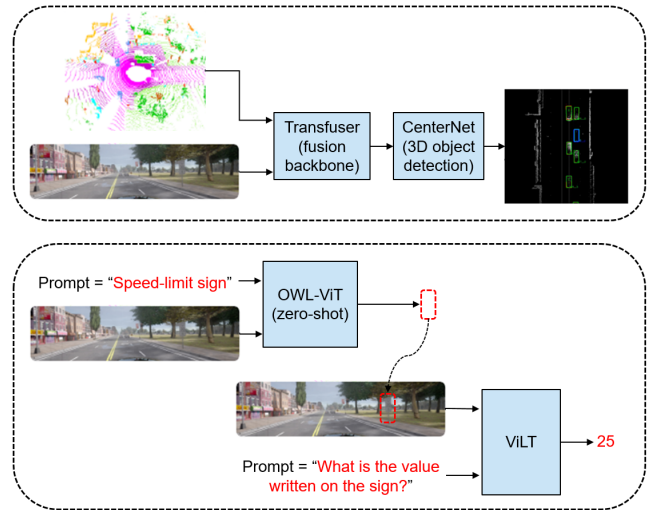 Transfuser
(fusion
backbone)
CenterNet
(3D object
detection)
Prompt = “Speed-limit sign”
OWL-ViT
(zero-shot)
ViLT
25
Prompt = “What is the value
written on the sign?”